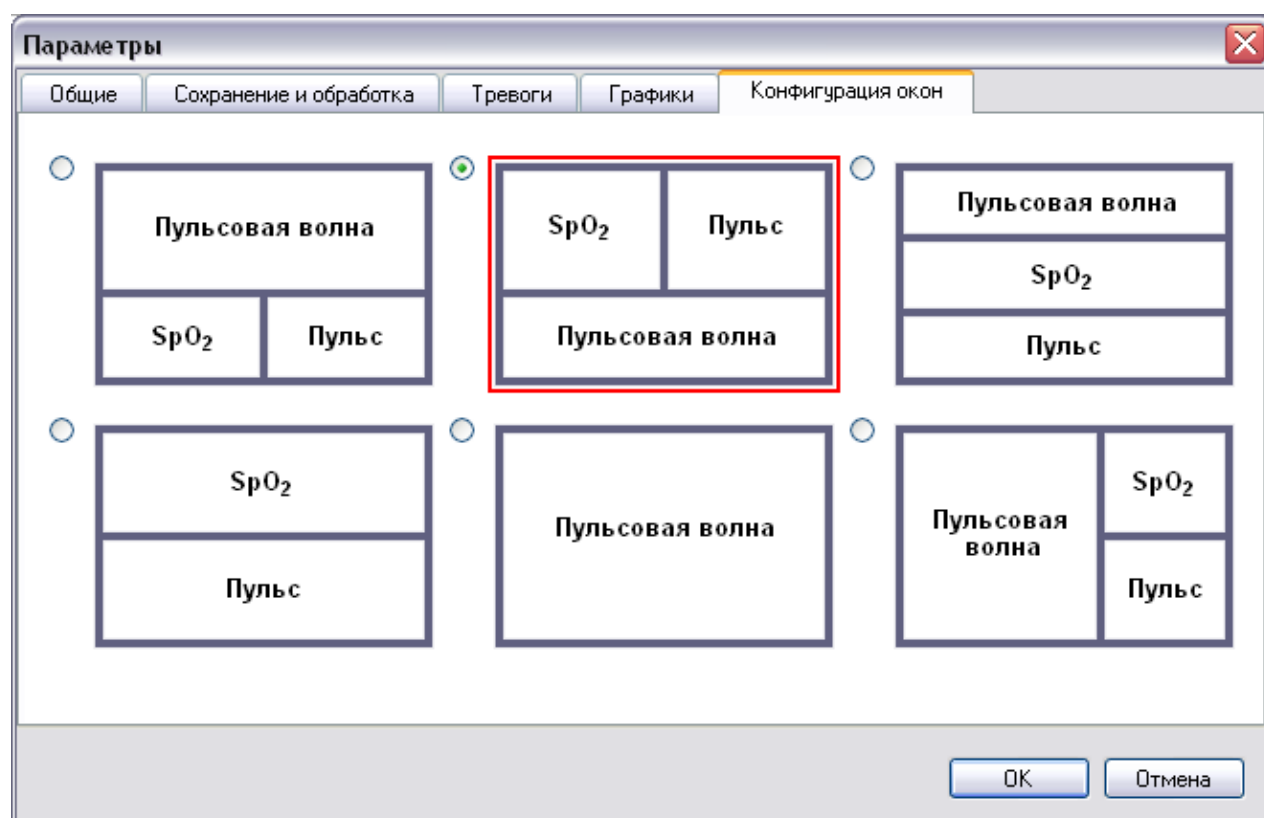 Параметры
Общие
Сохранение и обработка
Тревоги
Графики
Конфигурация окон
Пульсовая волна
SpO₂
Пульс
SpO₂
Пульс
Пульсовая волна
Пульсовая волна
SpO₂
Пульс
SpO₂
Пульс
Пульсовая волна
Пульсовая
волна
SpO₂
Пульс
OK
Отмена